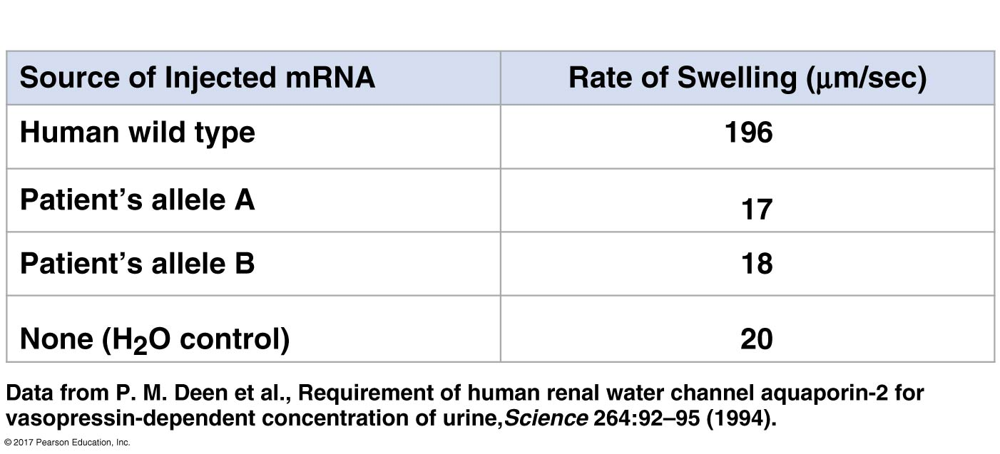 Source of Injected mRNA Rate of Swelling (μm/sec)
Human wild type 196
Patient’s allele A 17
Patient’s allele B 18
None (H₂O control) 20
Data from P. M. Deen et al., Requirement of human renal water channel aquaporin-2 for
vasopressin-dependent concentration of urine,Science 264:92–95 (1994).
© 2017 Pearson Education, Inc.